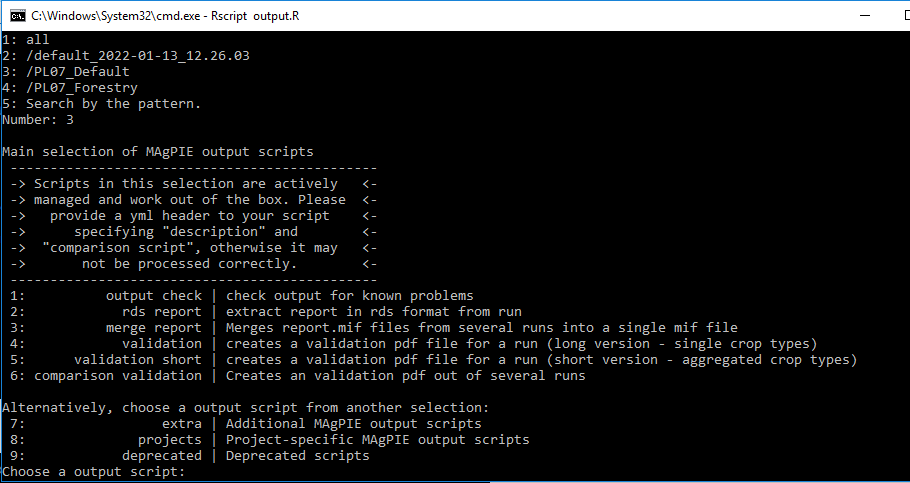 C:\Windows\System32\cmd.exe - Rscript  output.R
1: all
2: /default_2022-01-13_12.26.03
3: /PL07_Default
4: /PL07_Forestry
5: Search by the pattern.
Number: 3

Main selection of MAgPIE output scripts
 ----------------------------------------------
 -> Scripts in this selection are actively   <-
 -> managed and work out of the box. Please  <-
 ->   provide a yml header to your script    <-
 ->      specifying "description" and        <-
 ->  "comparison script", otherwise it may   <-
 ->       not be processed correctly.        <-
 ----------------------------------------------
 1:          output check | check output for known problems
 2:            rds report | extract report in rds format from run
 3:          merge report | Merges report.mif files from several runs into a single mif file
 4:            validation | creates a validation pdf file for a run (long version - single crop types)
 5:      validation short | creates a validation pdf file for a run (short version - aggregated crop types)
 6: comparison validation | Creates an validation pdf out of several runs

Alternatively, choose a output script from another selection:
 7:                 extra | Additional MAgPIE output scripts
 8:              projects | Project-specific MAgPIE output scripts
 9:            deprecated | Deprecated scripts
Choose a output script: